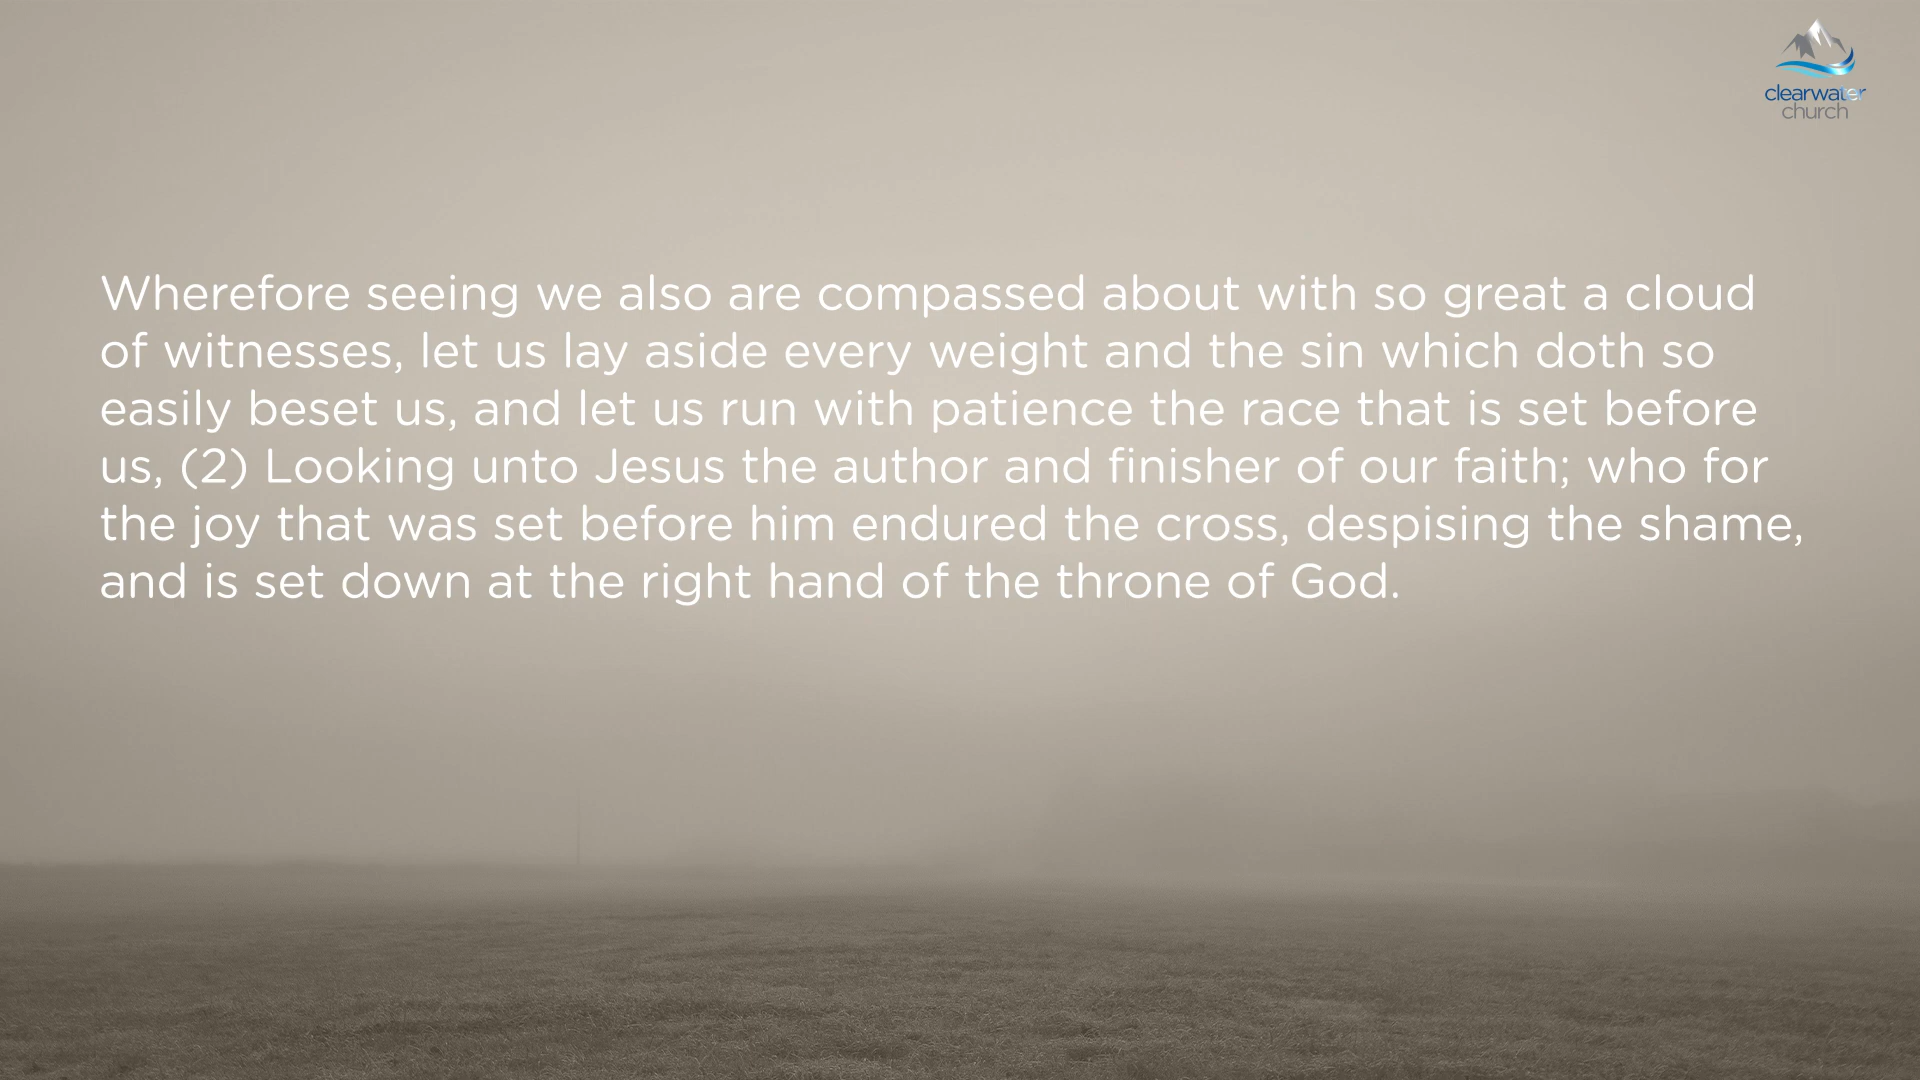 clearwater
church
Wherefore seeing we also are compassed about with so great a cloud
of witnesses, let us lay aside every weight and the sin which doth so
easily beset us, and let us run with patience the race that is set before
us, (2) Looking unto Jesus the author and finisher of our faith; who for
the joy that was set before him endured the cross, despising the shame,
and is set down at the right hand of the throne of God.